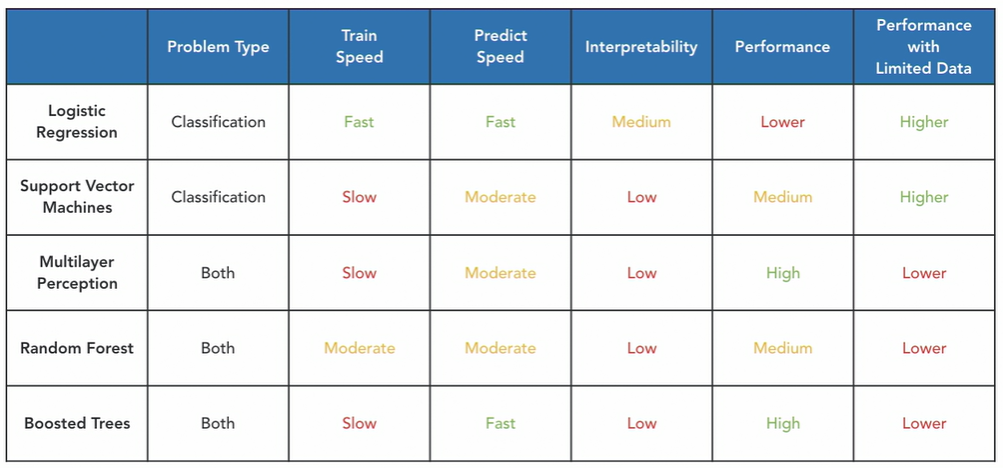 Problem Type
Train
Speed
Predict
Speed
Interpretability
Performance
Performance
with
Limited Data
Logistic
Regression
Classification
Fast
Fast
Medium
Lower
Higher
Support Vector
Machines
Classification
Slow
Moderate
Low
Medium
Higher
Multilayer
Perception
Both
Slow
Moderate
Low
High
Lower
Random Forest
Both
Moderate
Moderate
Low
Medium
Lower
Boosted Trees
Both
Slow
Fast
Low
High
Lower